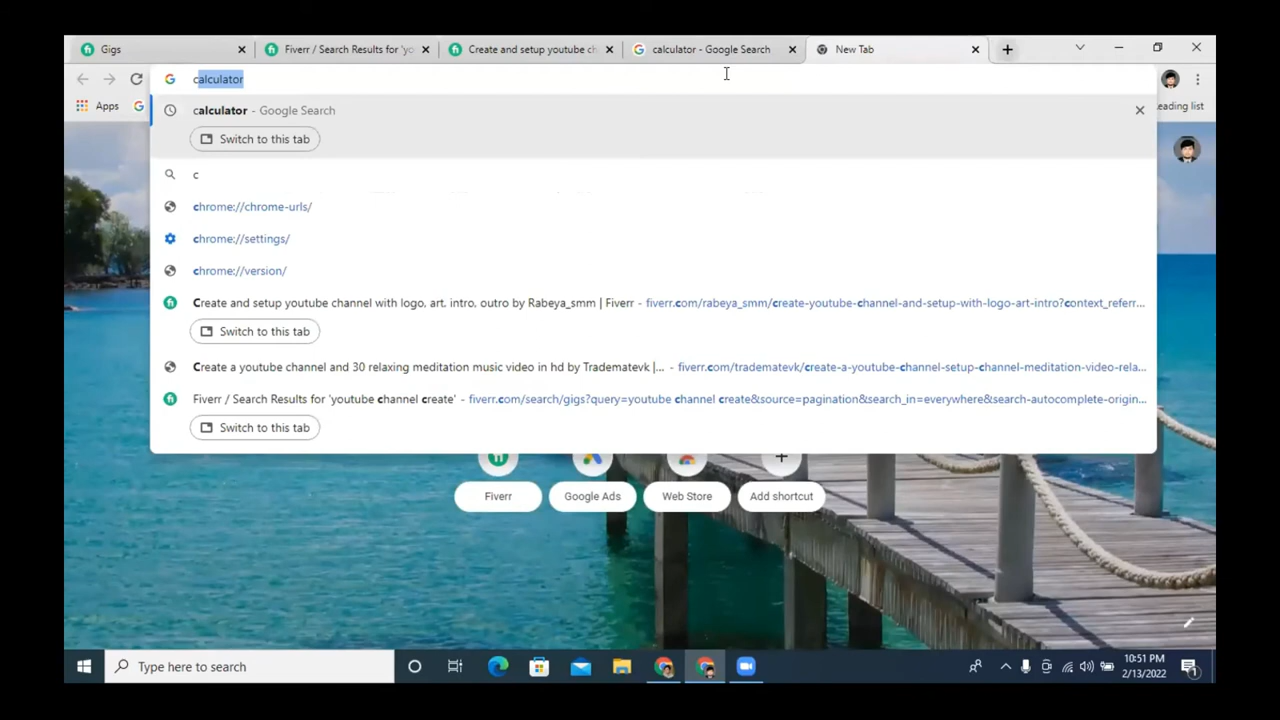 Gigs
Fiverr / Search Results for 'yo
Create and setup youtube ch
calculator - Google Search
New Tab
calculator
Apps
eading list
calculator - Google Search
Switch to this tab
c
chrome://chrome-urls/
chrome://settings/
chrome://version/
Create and setup youtube channel with logo, art, intro, outro by Rabeya_smm | Fiverr - fiverr.com/rabeya_smm/create-youtube-channel-and-setup-with-logo-art-intro?context_referr...
Switch to this tab
Create a youtube channel and 30 relaxing meditation music video in hd by Tradematevk |... - fiverr.com/tradematevk/create-a-youtube-channel-setup-channel-meditation-video-rela...
Fiverr / Search Results for 'youtube channel create' - fiverr.com/search/gigs?query=youtube channel create&source=pagination&search_in=everywhere&search-autocomplete-origin...
Switch to this tab
Fiverr
Google Ads
Web Store
Add shortcut
Type here to search
10:51 PM
2/13/2022
1